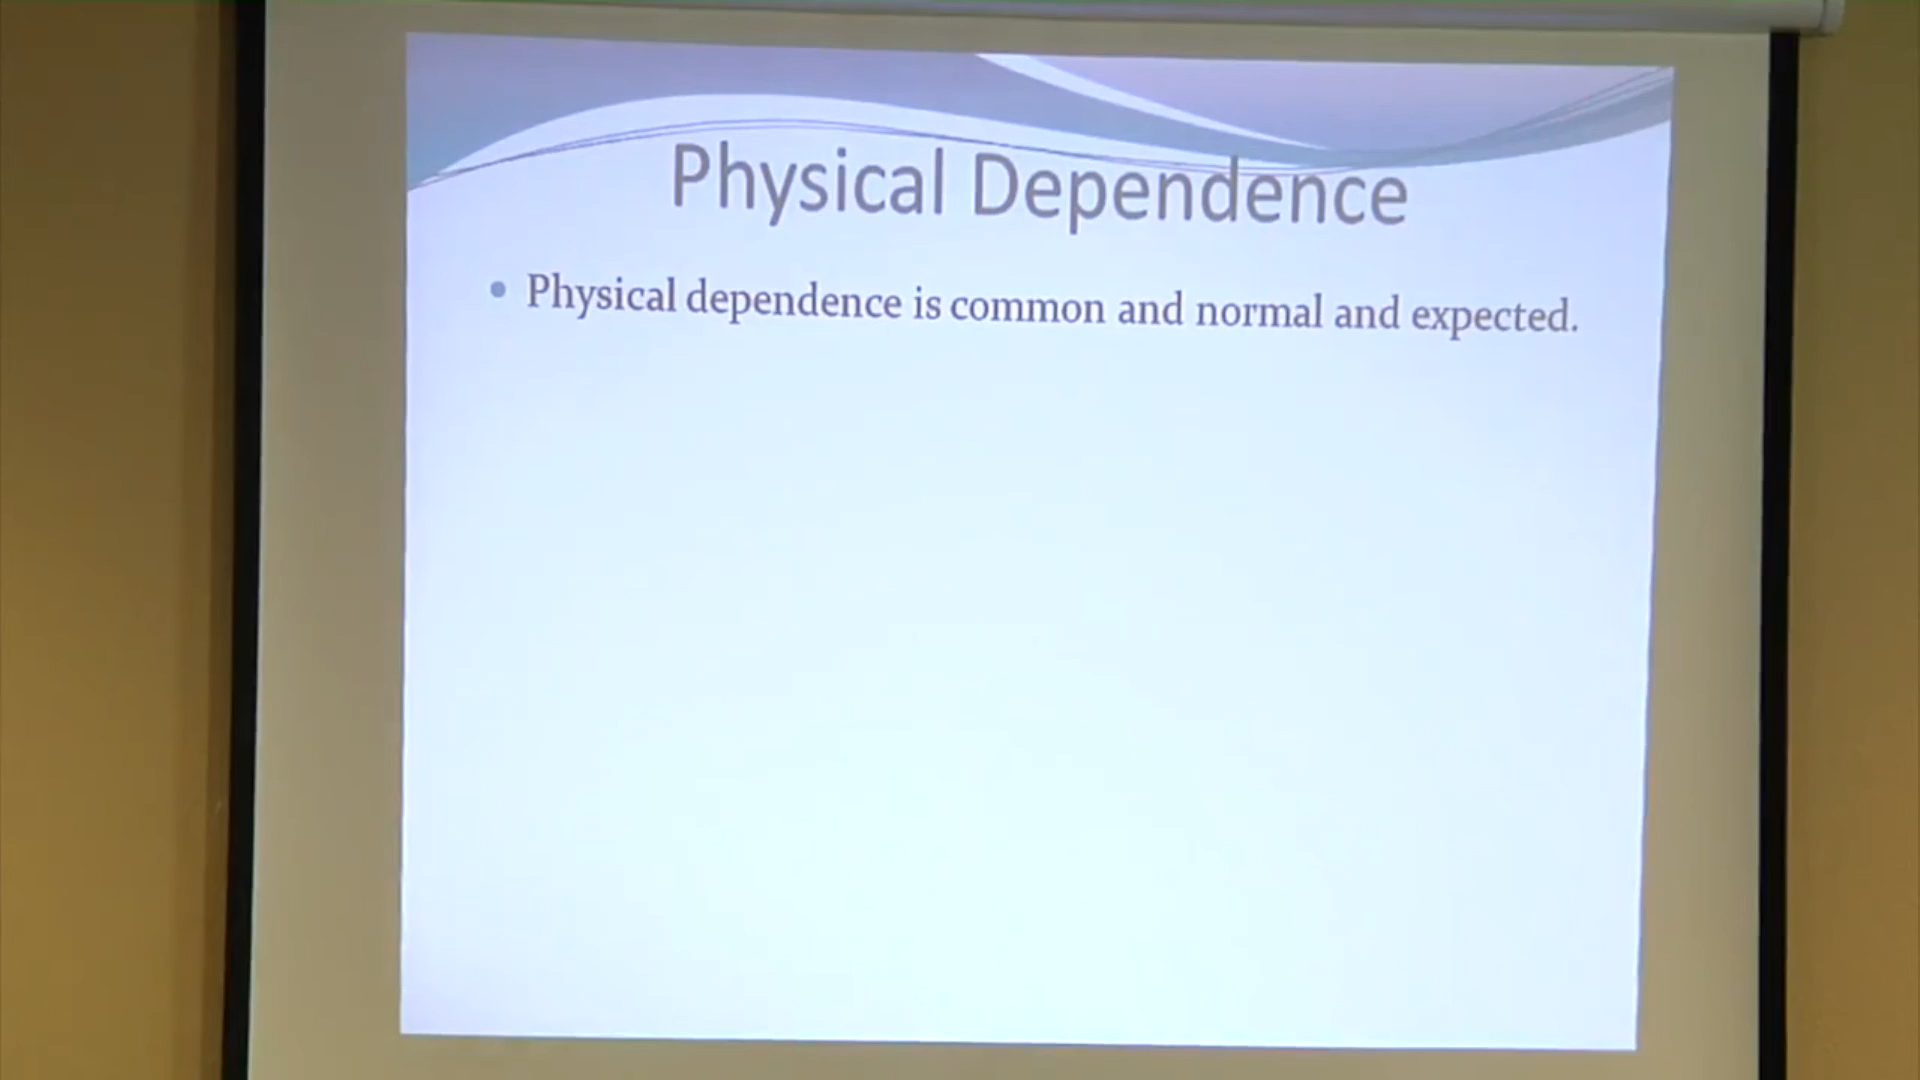 Physical Dependence
• Physical dependence is common and normal and expected.